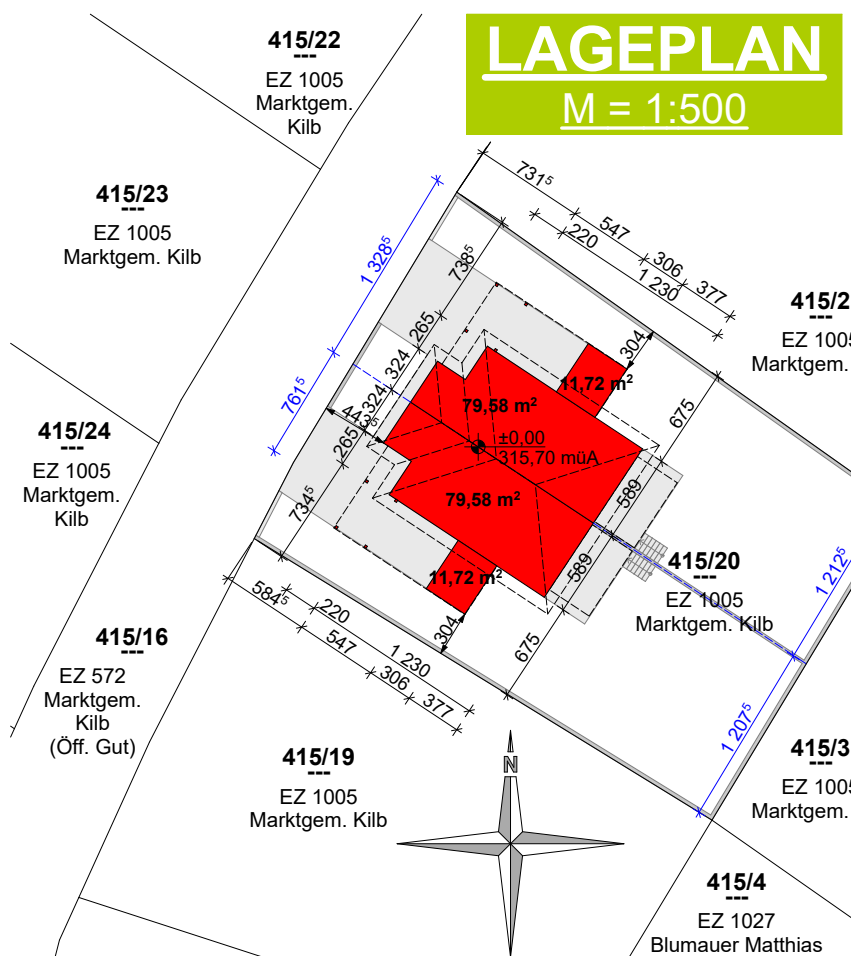 LAGEPLAN
M = 1:500
415/22
---
EZ 1005
Marktgem.
Kilb
415/23
---
EZ 1005
Marktgem. Kilb
731⁵
547
220
306
1 230
377
1 328⁵
738⁵
265
324
324
761⁵
443⁵
265
734⁵
304
675
11,72 m²
79,58 m²
±0,00
315,70 müA
79,58 m²
589
589
11,72 m²
415/2
EZ 1005
Marktgem.
415/24
---
EZ 1005
Marktgem.
Kilb
415/20
---
EZ 1005
Marktgem. Kilb
1 212⁵
1 207⁵
584⁵
220
547
1 230
306
377
304
675
415/16
---
EZ 572
Marktgem.
Kilb
(Öff. Gut)
415/19
---
EZ 1005
Marktgem. Kilb
N
415/3
---
EZ 1005
Marktgem.
415/4
---
EZ 1027
Blumauer Matthias